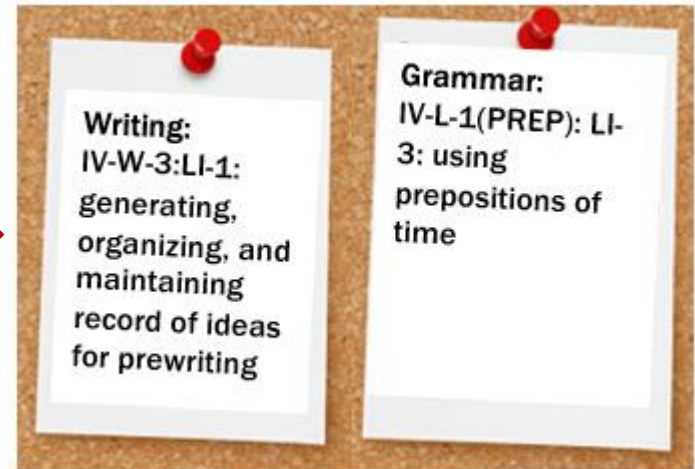 Writing:
IV-W-3:LI-1:
generating,
organizing, and
maintaining
record of ideas
for prewriting
Grammar:
IV-L-1(PREP): LI-
3: using
prepositions of
time